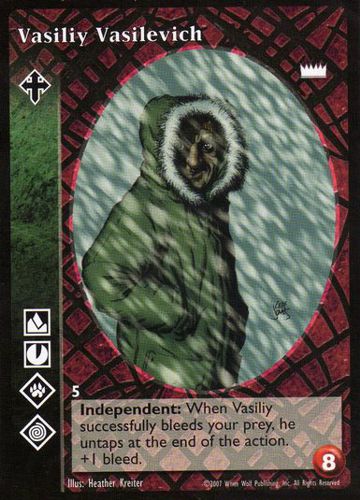 Vasiliy Vasilevich
5
Independent: When Vasiliy
successfully bleeds your prey, he
untaps at the end of the action.
+1 bleed.
8
Illus: Heather Kreiter
©2007 White Wolf Publishing, Inc. All Rights Reserved